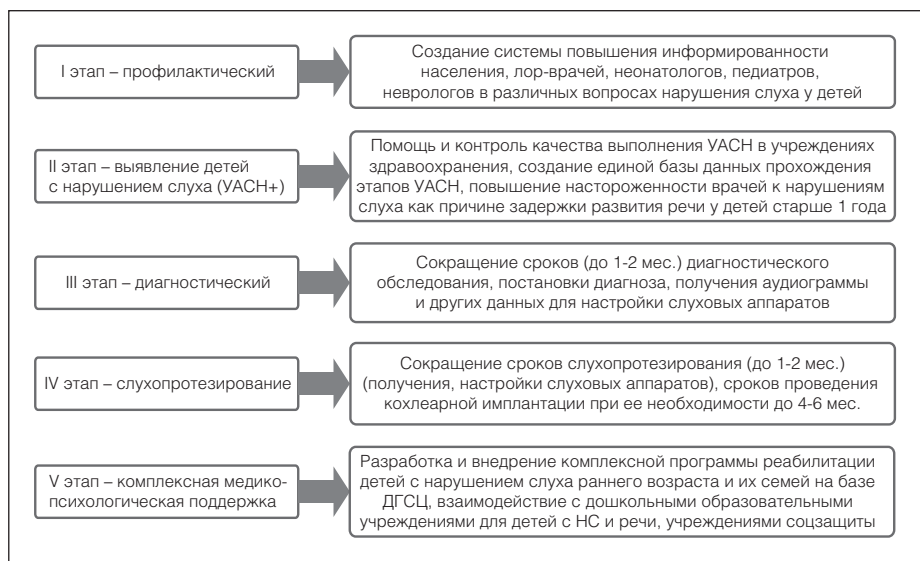 I этап – профилактический
Создание системы повышения информированности
населения, лор-врачей, неонатологов, педиатров,
неврологов в различных вопросах нарушения слуха у детей
II этап – выявление детей
с нарушением слуха (УАСН+)
Помощь и контроль качества выполнения УАСН в учреждениях
здравоохранения, создание единой базы данных прохождения
этапов УАСН, повышение настороженности врачей к нарушениям
слуха как причине задержки развития речи у детей старше 1 года
III этап – диагностический
Сокращение сроков (до 1-2 мес.) диагностического
обследования, постановки диагноза, получения аудиограммы
и других данных для настройки слуховых аппаратов
IV этап – слухопротезирование
Сокращение сроков слухопротезирования (до 1-2 мес.)
(получения, настройки слуховых аппаратов), сроков проведения
кохлеарной имплантации при ее необходимости до 4-6 мес.
V этап – комплексная медико-
психологическая поддержка
Разработка и внедрение комплексной программы реабилитации
детей с нарушением слуха раннего возраста и их семей на базе
ДГСЦ, взаимодействие с дошкольными образовательными
учреждениями для детей с НС и речи, учреждениями соцзащиты